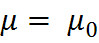 μ = μ₀